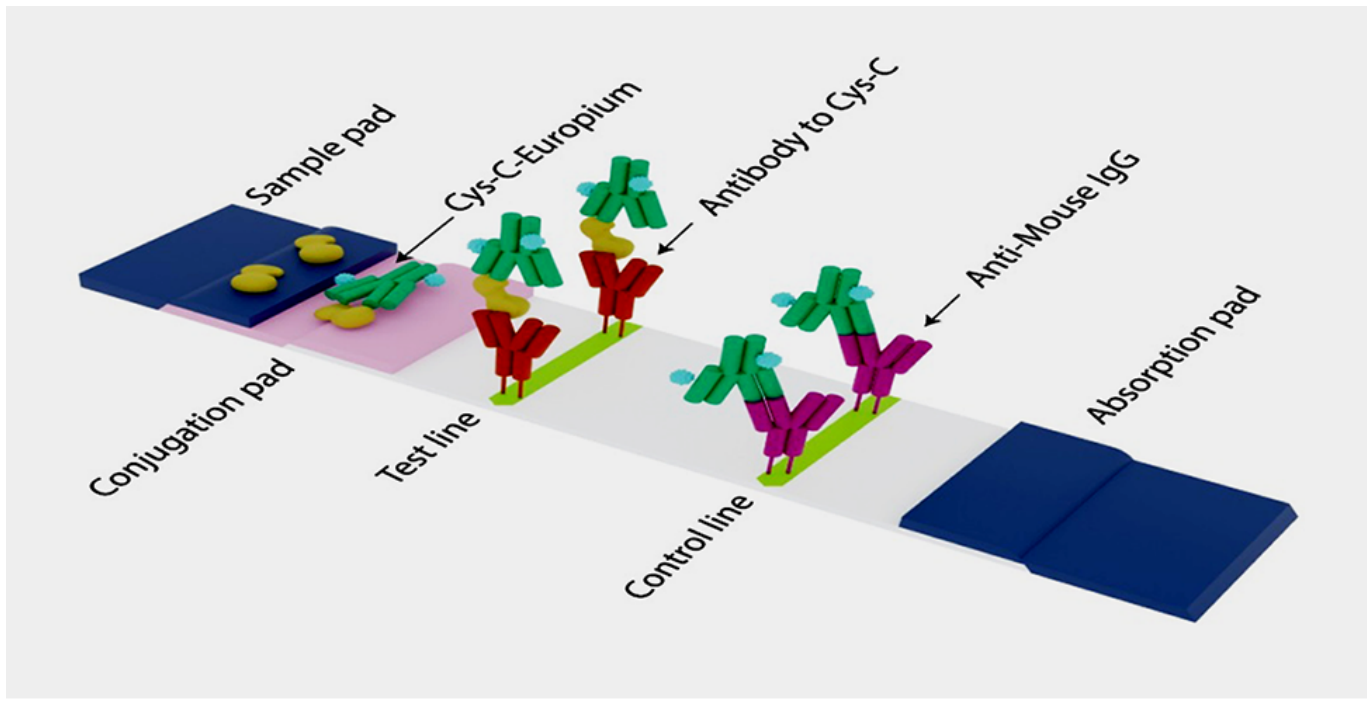 Sample pad
Cys-C-Europium
Antibody to Cys-C
Anti-Mouse IgG
Absorption pad
Conjugation pad
Test line
Control line